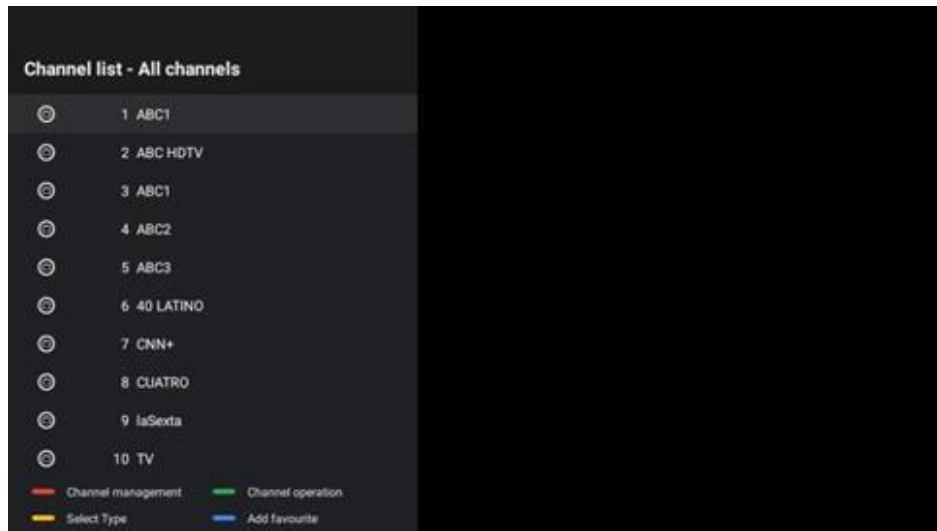 Channel list - All channels
1 ABC1
2 ABC HDTV
3 ABC1
4 ABC2
5 ABC3
6 40 LATINO
7 CNN+
8 CUATRO
9 laSexta
10 TV
Channel management Channel operation
Select Type Add favourite